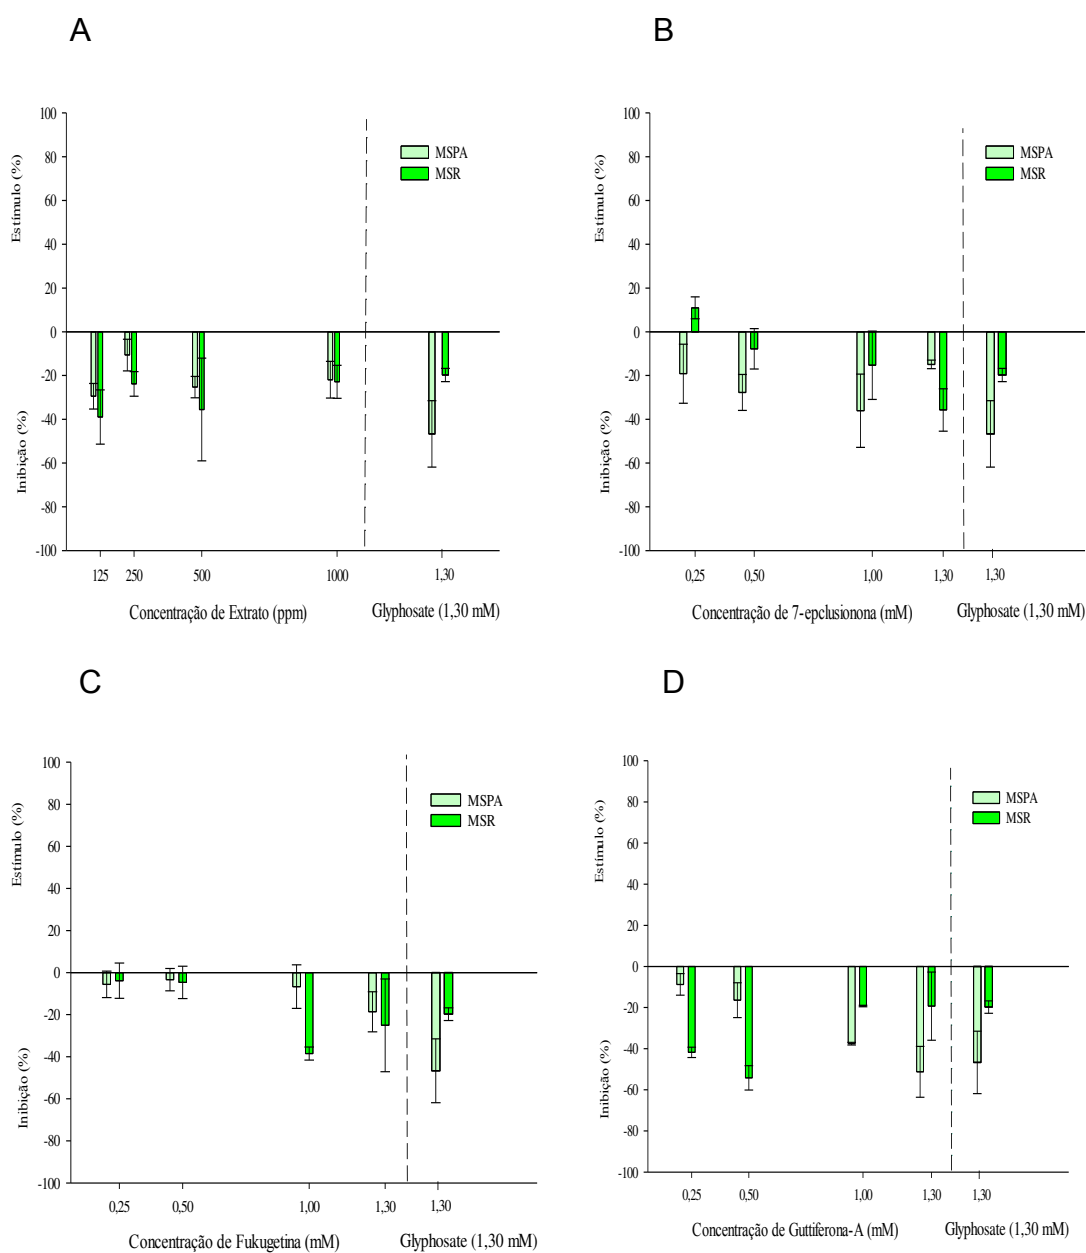 A
100
80
60
40
20
0
-20
-40
-60
-80
-100
Estímulo (%)
Inibição (%)
MSPA
MSR
125 250 500 1000 1,30
Concentração de Extrato (ppm) Glyphosate (1,30 mM)
B
100
80
60
40
20
0
-20
-40
-60
-80
-100
Estímulo (%)
Inibição (%)
MSPA
MSR
0,25 0,50 1,00 1,30 1,30
Concentração de 7-epclusionona (mM) Glyphosate (1,30 mM)
C
100
80
60
40
20
0
-20
-40
-60
-80
-100
Estímulo (%)
Inibição (%)
MSPA
MSR
0,25 0,50 1,00 1,30 1,30
Concentração de Fukugetina (mM) Glyphosate (1,30 mM)
D
100
80
60
40
20
0
-20
-40
-60
-80
-100
Estímulo (%)
Inibição (%)
MSPA
MSR
0,25 0,50 1,00 1,30 1,30
Concentração de Guttiferona-A (mM) Glyphosate (1,30 mM)